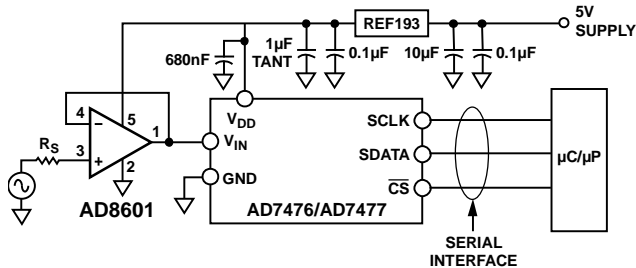 5V
SUPPLY
REF193
680nF
1µF
TANT
0.1µF
10µF
0.1µF
4
5
1
V_DD
V_IN
SCLK
R_S
3
2
SDATA
µC/µP
GND
C̅S̅
AD8601
AD7476/AD7477
SERIAL
INTERFACE